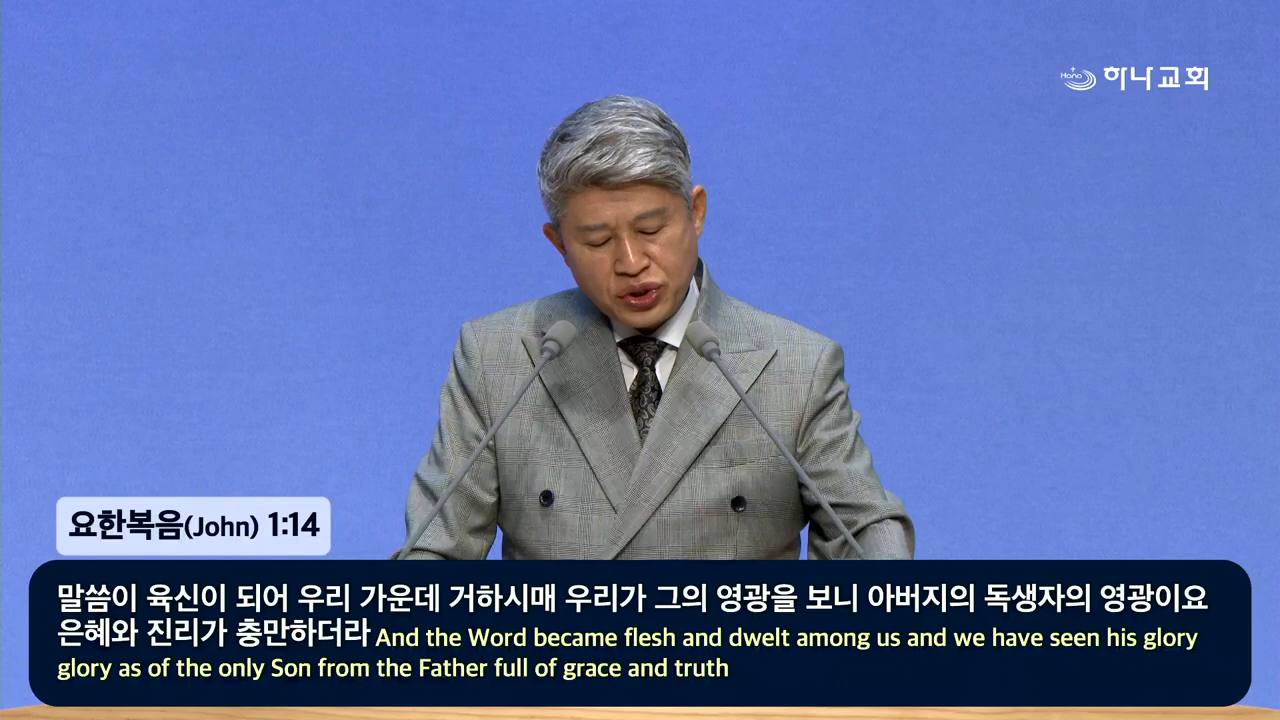 Hana 하나교회
요한복음(John) 1:14
말씀이 육신이 되어 우리 가운데 거하시매 우리가 그의 영광을 보니 아버지의 독생자의 영광이요
은혜와 진리가 충만하더라 And the Word became flesh and dwelt among us and we have seen his glory
glory as of the only Son from the Father full of grace and truth